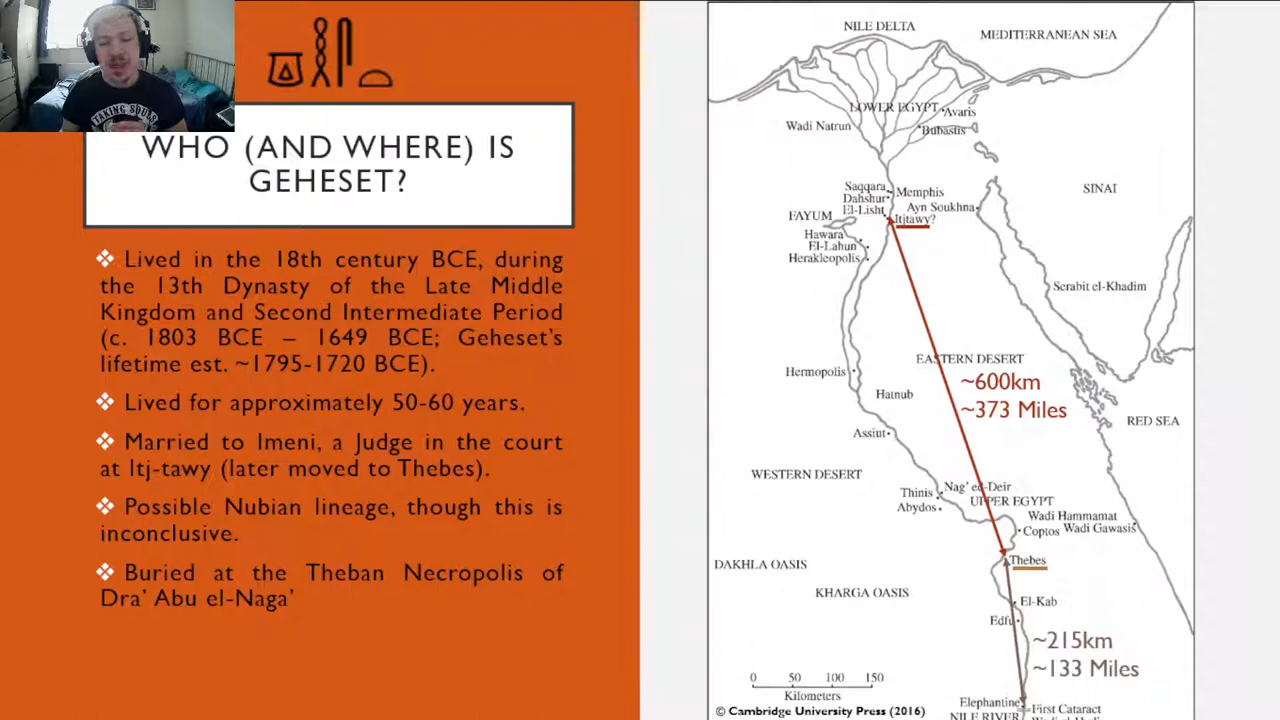 TAKING SOULS
WHO (AND WHERE) IS
GEHESET?
❖ Lived in the 18th century BCE, during
the 13th Dynasty of the Late Middle
Kingdom and Second Intermediate Period
(c. 1803 BCE – 1649 BCE; Geheset's
lifetime est. ~1795-1720 BCE).
❖ Lived for approximately 50-60 years.
❖ Married to Imeni, a Judge in the court
at Itj-tawy (later moved to Thebes).
❖ Possible Nubian lineage, though this is
inconclusive.
❖ Buried at the Theban Necropolis of
Dra' Abu el-Naga'
NILE DELTA
MEDITERRANEAN SEA
LOWER EGYPT
Avaris
Wadi Natrun
Bubastis
Saqqara
Memphis
SINAI
Dahshur
Ayn Soukhna
El-Lisht
Itjtawy?
FAYUM
Hawara
El-Lahun
Herakleopolis
Serabit el-Khadim
EASTERN DESERT
Hermopolis
~600km
~373 Miles
Hatnub
RED SEA
Assiut
WESTERN DESERT
Nag' ed-Deir
Thinis
UPPER EGYPT
Abydos
Wadi Hammamat
Coptos
Wadi Gawasis
Thebes
DAKHLA OASIS
KHARGA OASIS
El-Kab
Edfu
~215km
~133 Miles
0 50 100 150
Kilometers
Elephantine
First Cataract
© Cambridge University Press (2016)
NILE RIVER